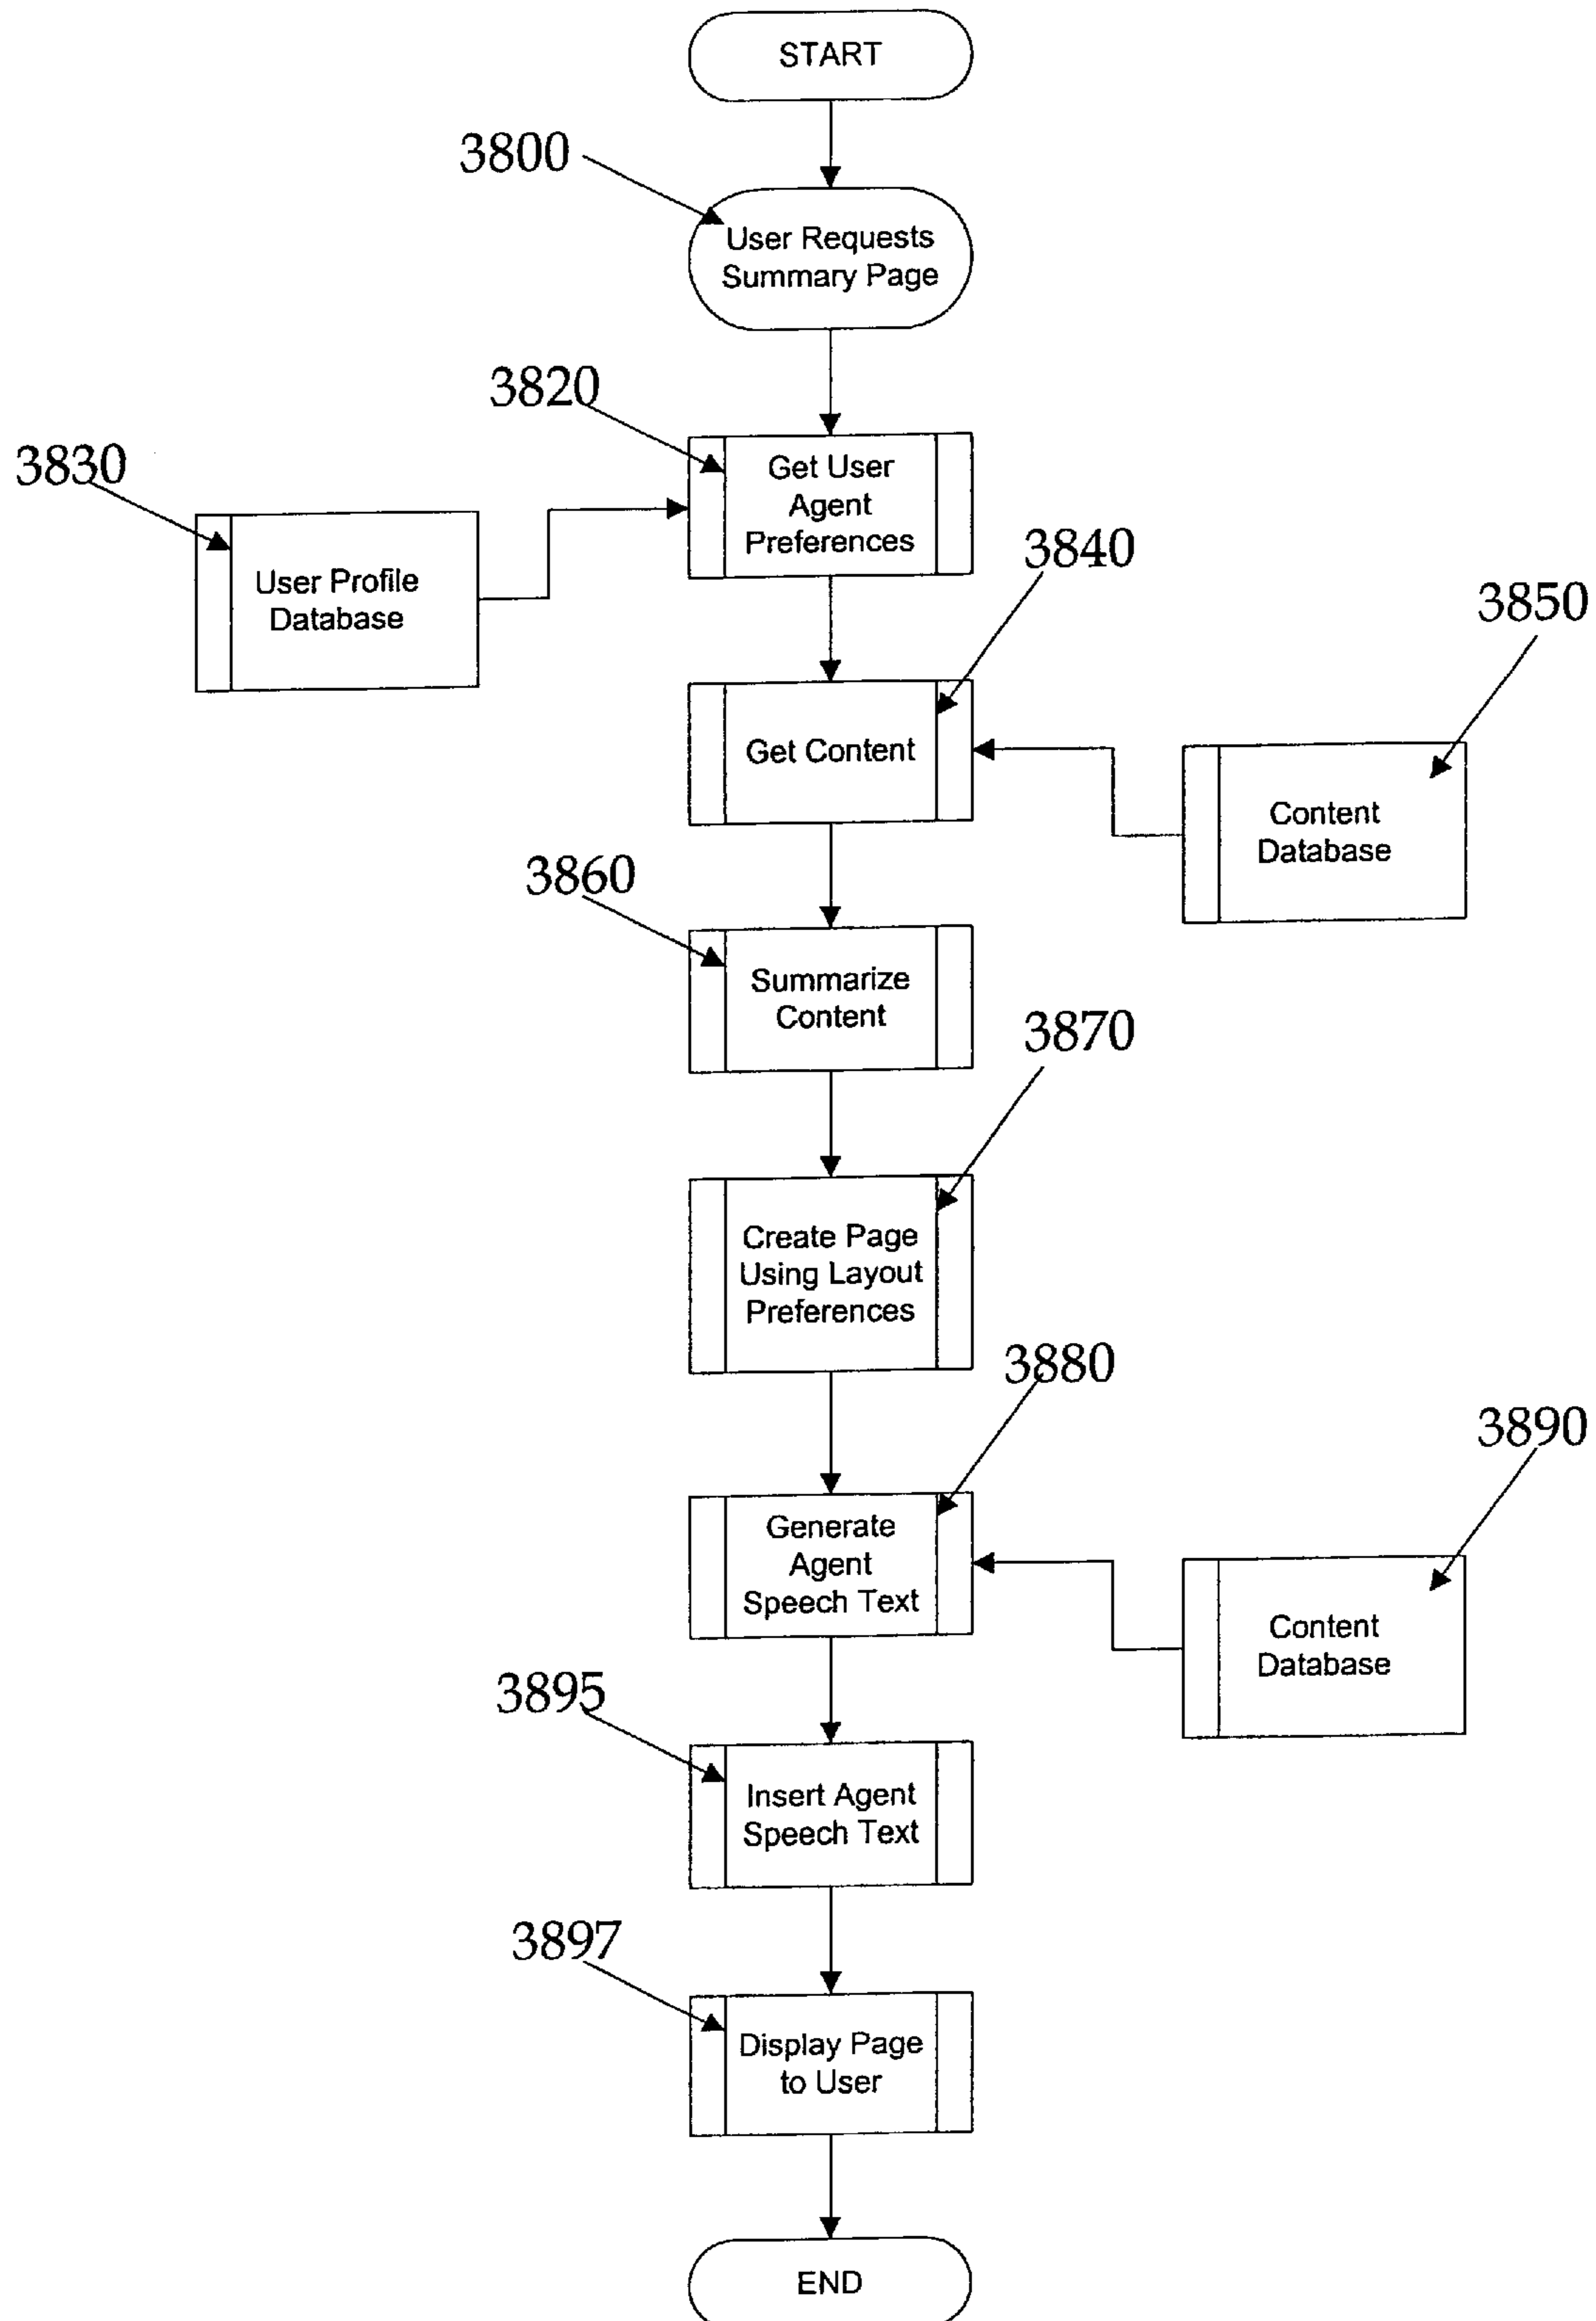 START
3800
User Requests
Summary Page
3820
3830
Get User
Agent
Preferences
User Profile
Database
3840
3850
Get Content
Content
Database
3860
Summarize
Content
3870
Create Page
Using Layout
Preferences
3880
3890
Generate
Agent
Speech Text
Content
Database
3895
Insert Agent
Speech Text
3897
Display Page
to User
END